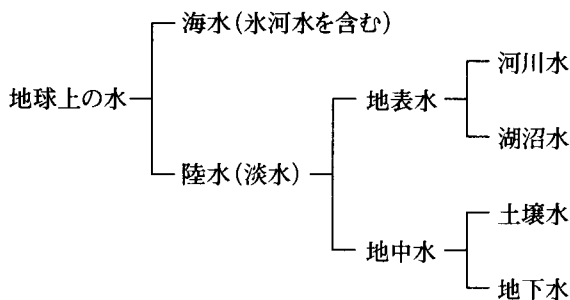 海水（氷河水を含む）
地球上の水
陸水（淡水）
地表水
河川水
湖沼水
地中水
土壌水
地下水